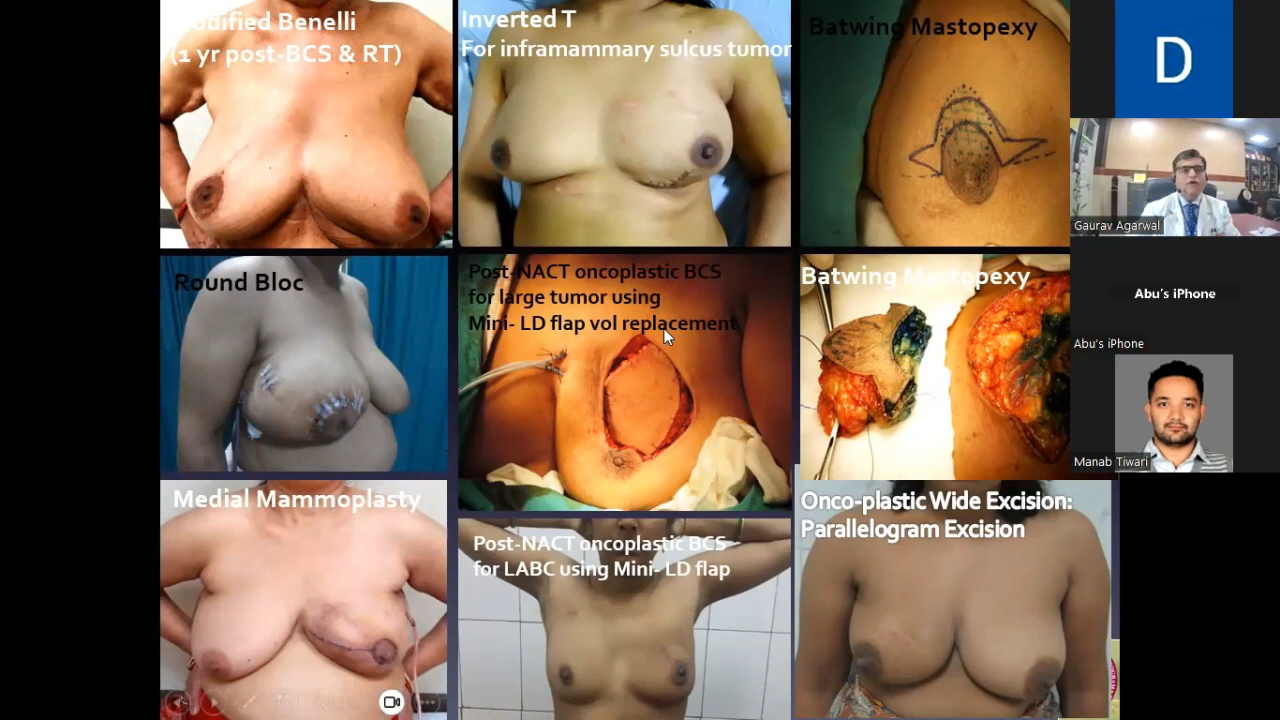 Modified Benelli
(1 yr post-BCS & RT)
Inverted T
For inframammary sulcus tumor
Batwing Mastopexy
D
Gaurav Agarwal
Round Bloc
Post-NACT oncoplastic BCS
for large tumor using
Mini- LD flap vol replacement
Batwing Mastopexy
Abu's iPhone
Abu's iPhone
Manab Tiwari
Medial Mammoplasty
Post-NACT oncoplastic BCS
for LABC using Mini- LD flap
Onco-plastic Wide Excision:
Parallelogram Excision